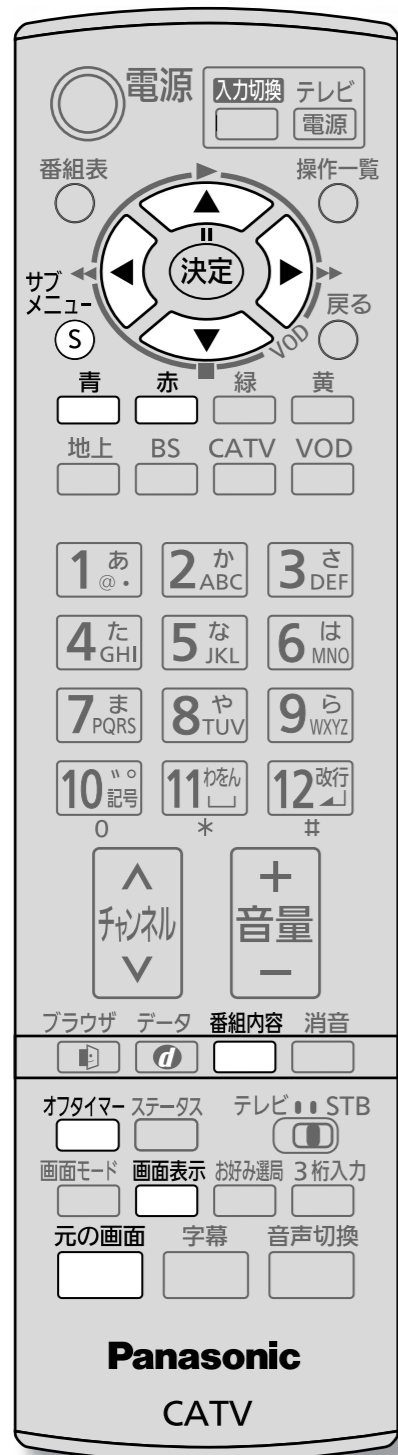 電源 入力切換 テレビ
電源
番組表 操作一覧
決定
サブ
メニュー
S
戻る
VOD
青 赤 緑 黄
地上 BS CATV VOD
1 あ @. 2 か ABC 3 さ DEF
4 た GHI 5 な JKL 6 は MNO
7 ま PQRS 8 や TUV 9 ら WXYZ
10 ゛゜ 記号 11 わをん 12 改行
0 * #
チャンネル + 音量 −
ブラウザ データ 番組内容 消音
d
オフタイマー ステータス テレビ STB
画面モード 画面表示 お好み選局 3桁入力
元の画面 字幕 音声切換
Panasonic
CATV